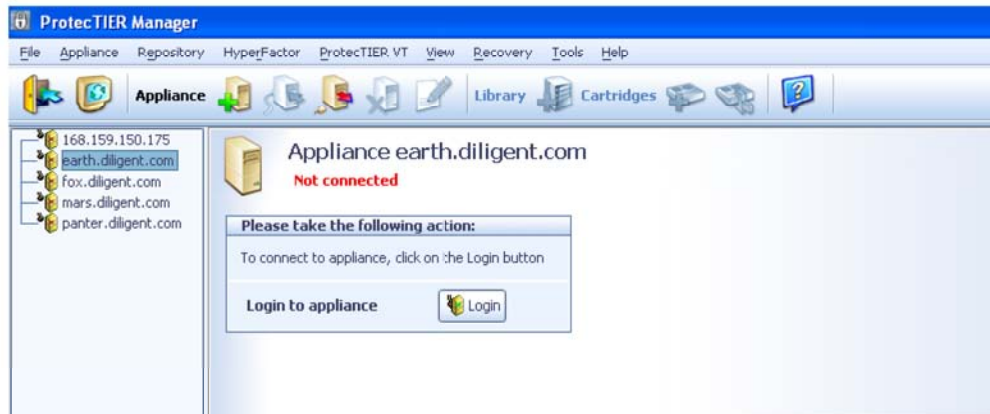 ProtecTIER Manager
File Appliance Repository HyperFactor ProtecTIER VT View Recovery Tools Help
Appliance Library Cartridges
168.159.150.175
earth.diligent.com
fox.diligent.com
mars.diligent.com
panter.diligent.com
Appliance earth.diligent.com
Not connected
Please take the following action:
To connect to appliance, click on the Login button
Login to appliance Login